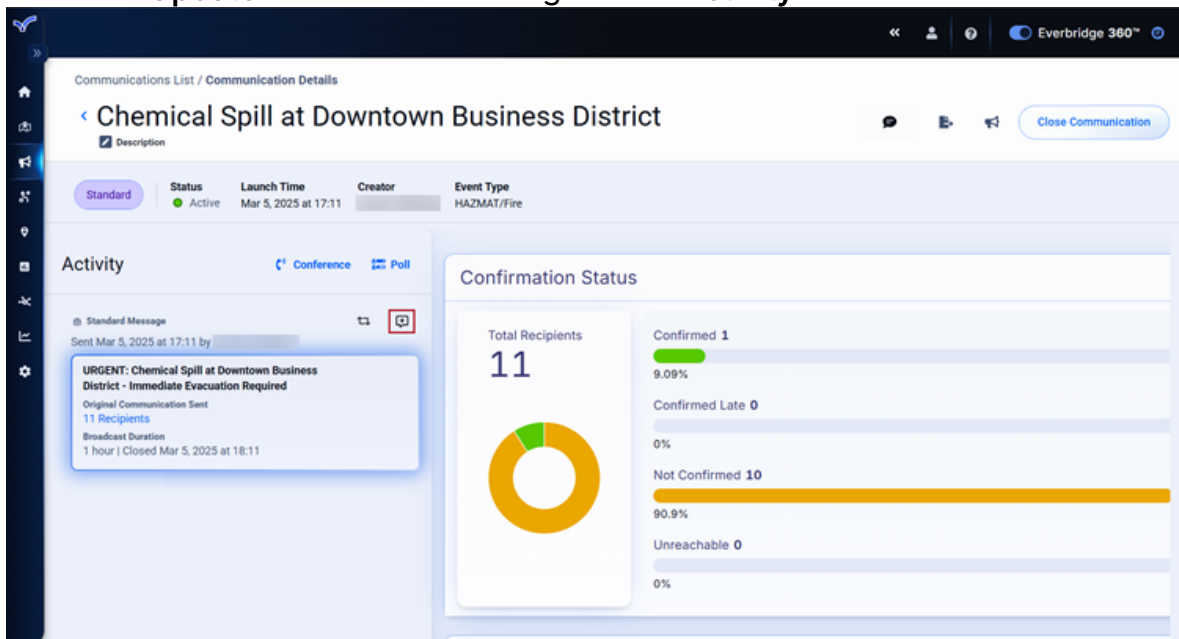 Everbridge 360™
Communications List / Communication Details
Chemical Spill at Downtown Business District
Description
Close Communication
Standard
Status
Active
Launch Time
Mar 5, 2025 at 17:11
Creator
Event Type
HAZMAT/Fire
Activity
Conference
Poll
Standard Message
Sent Mar 5, 2025 at 17:11 by
URGENT: Chemical Spill at Downtown Business
District - Immediate Evacuation Required
Original Communication Sent
11 Recipients
Broadcast Duration
1 hour | Closed Mar 5, 2025 at 18:11
Confirmation Status
Total Recipients
11
Confirmed 1
9.09%
Confirmed Late 0
0%
Not Confirmed 10
90.9%
Unreachable 0
0%